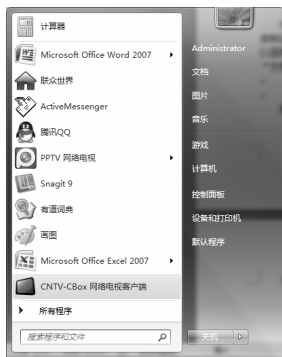 计算器
Microsoft Office Word 2007
联众世界
ActiveMessenger
腾讯QQ
PPTV 网络电视
Snagit 9
有道词典
画图
Microsoft Office Excel 2007
CNTV-CBox 网络电视客户端
所有程序
搜索程序和文件
Administrator
文档
图片
音乐
游戏
计算机
控制面板
设备和打印机
默认程序
关机